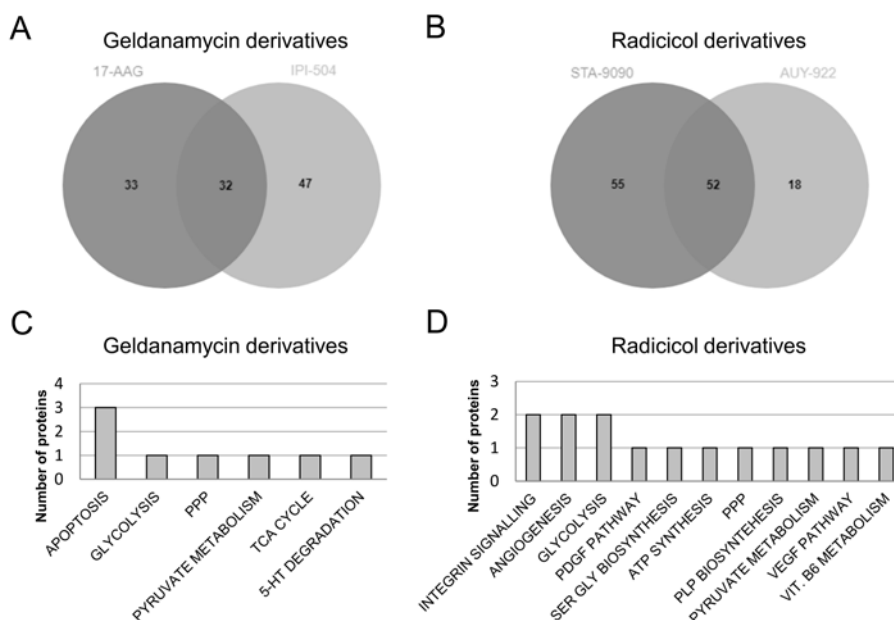 A
Geldanamycin derivatives
17-AAG
IPI-504
33
32
47
B
Radicicol derivatives
STA-9090
AUY-922
55
52
18
C
Geldanamycin derivatives
Number of proteins
4
3
2
1
0
APOPTOSIS
GLYCOLYSIS
PPP
PYRUVATE METABOLISM
TCA CYCLE
5-HT DEGRADATION
D
Radicicol derivatives
Number of proteins
3
2
1
0
INTEGRIN SIGNALLING
ANGIOGENESIS
GLYCOLYSIS
PDGF PATHWAY
SER GLY BIOSYNTHESIS
ATP SYNTHESIS
PPP
PLP BIOSYNTEHESIS
PYRUVATE METABOLISM
VEGF PATHWAY
VIT. B6 METABOLISM